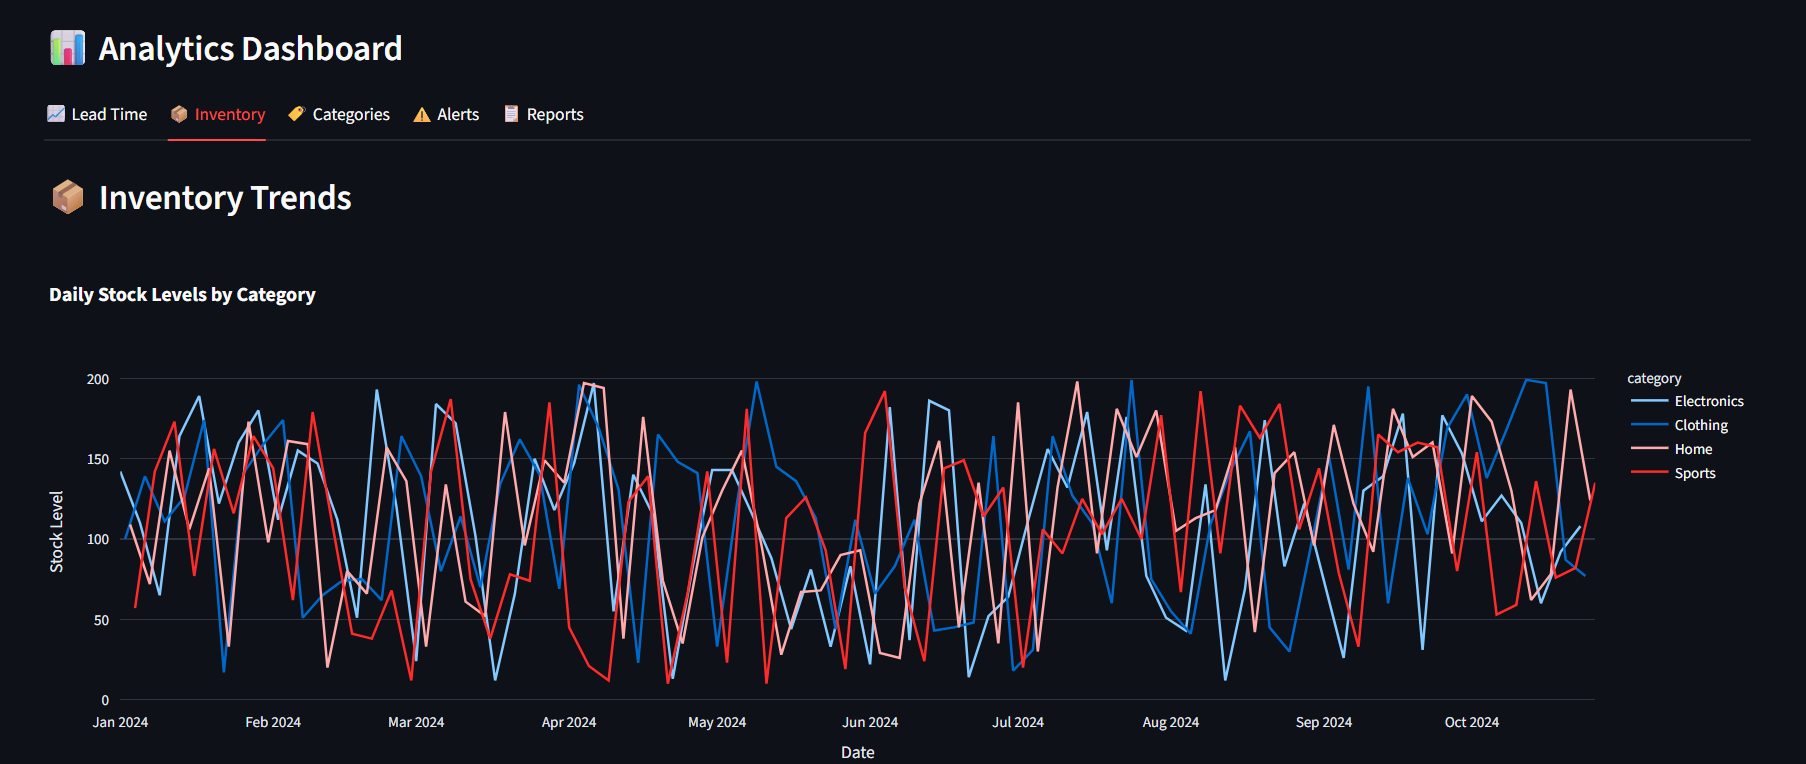 Analytics Dashboard
Lead Time Inventory Categories Alerts Reports
Inventory Trends
Daily Stock Levels by Category
200
150
100
50
0
Stock Level
Jan 2024 Feb 2024 Mar 2024 Apr 2024 May 2024 Jun 2024 Jul 2024 Aug 2024 Sep 2024 Oct 2024
Date
category
Electronics
Clothing
Home
Sports